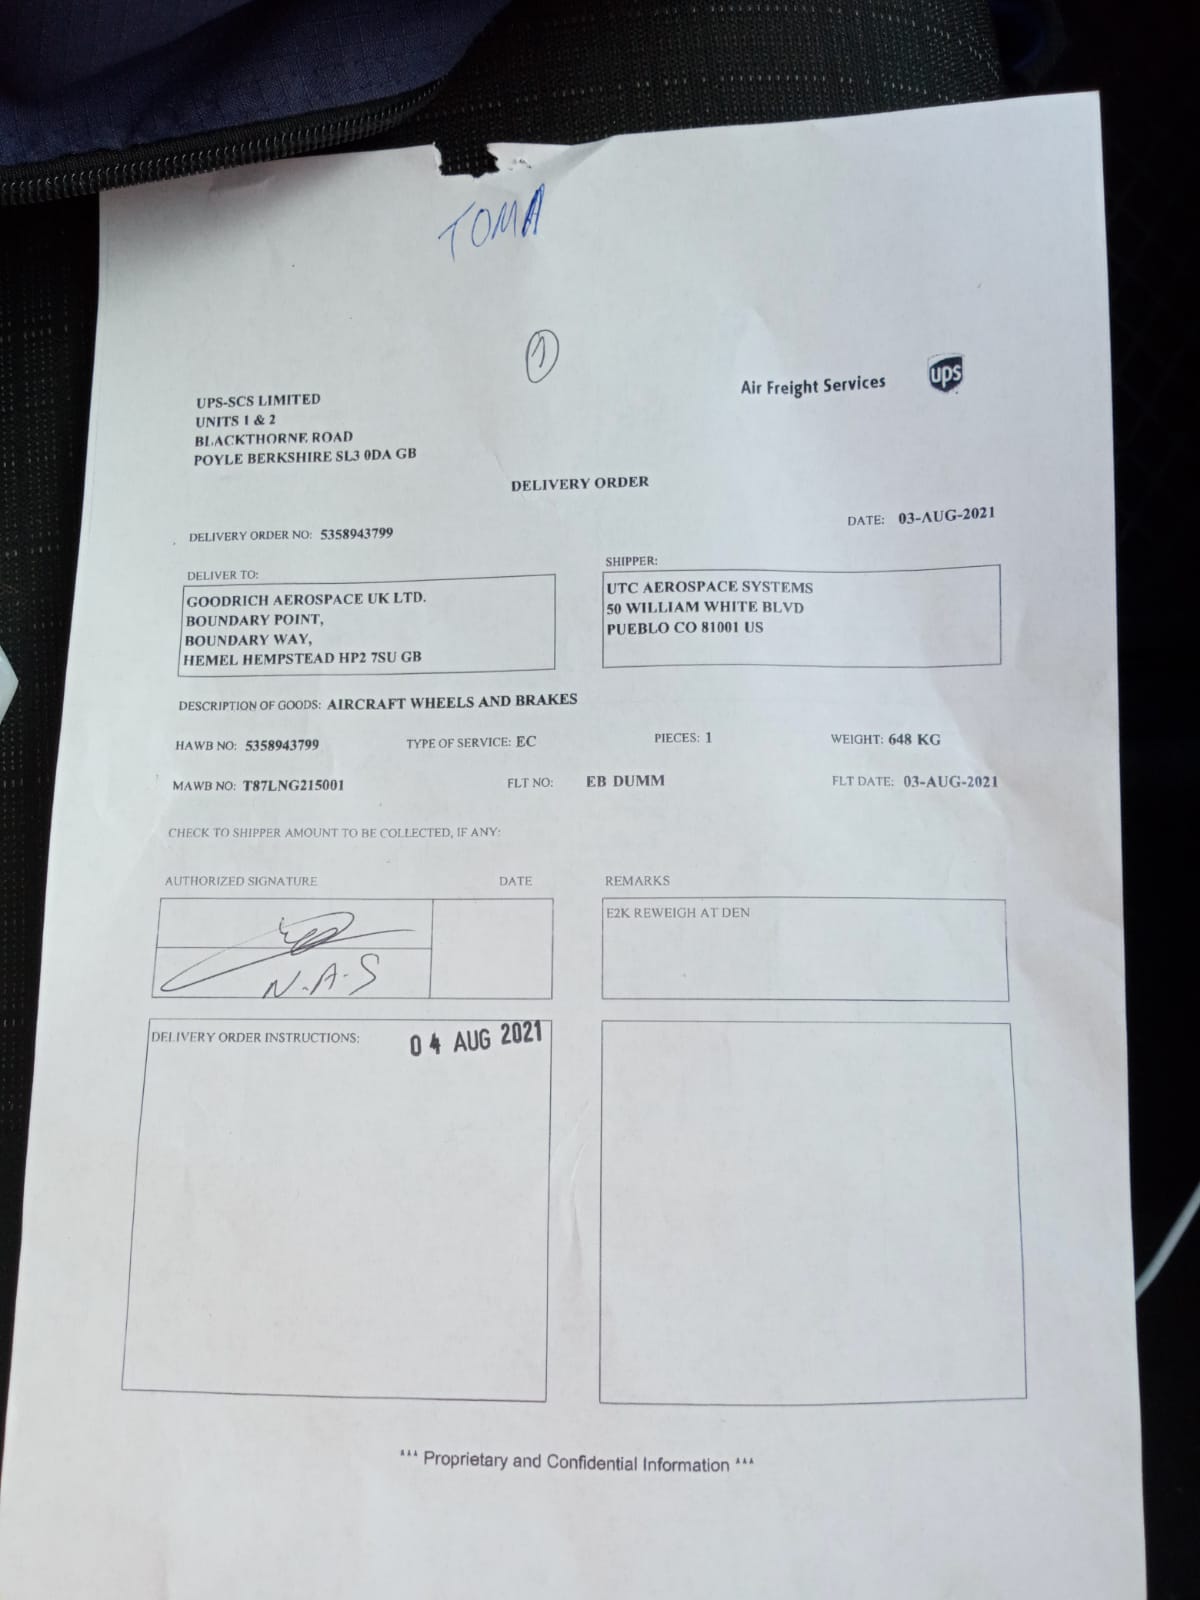 TOMA
1
Air Freight Services
ups
UPS-SCS LIMITED
UNITS 1 & 2
BLACKTHORNE ROAD
POYLE BERKSHIRE SL3 0DA GB
DELIVERY ORDER
DELIVERY ORDER NO: 5358943799
DATE: 03-AUG-2021
DELIVER TO:
GOODRICH AEROSPACE UK LTD.
BOUNDARY POINT,
BOUNDARY WAY,
HEMEL HEMPSTEAD HP2 7SU GB
SHIPPER:
UTC AEROSPACE SYSTEMS
50 WILLIAM WHITE BLVD
PUEBLO CO 81001 US
DESCRIPTION OF GOODS: AIRCRAFT WHEELS AND BRAKES
HAWB NO: 5358943799 TYPE OF SERVICE: EC PIECES: 1 WEIGHT: 648 KG
MAWB NO: T87LNG215001 FLT NO: EB DUMM FLT DATE: 03-AUG-2021
CHECK TO SHIPPER AMOUNT TO BE COLLECTED, IF ANY:
AUTHORIZED SIGNATURE DATE
N.A.S
REMARKS
E2K REWEIGH AT DEN
DELIVERY ORDER INSTRUCTIONS: 04 AUG 2021
*** Proprietary and Confidential Information ***